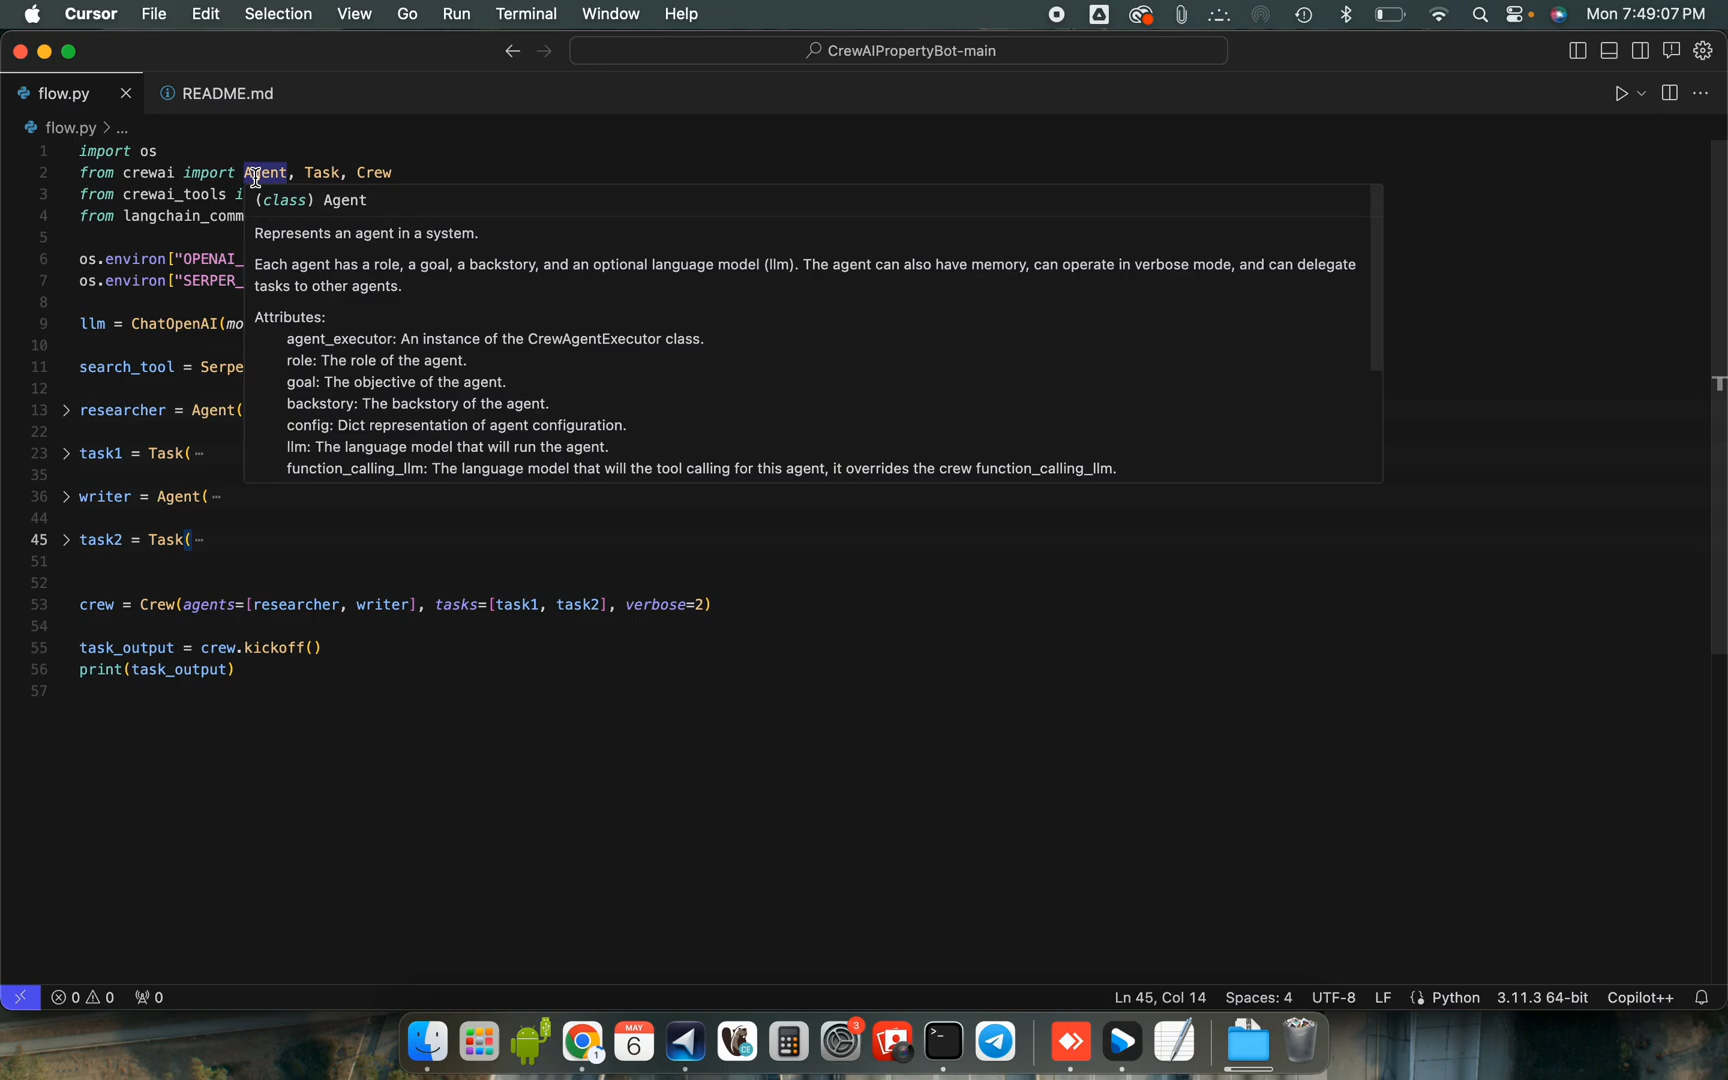 Cursor File Edit Selection View Go Run Terminal Window Help Mon 7:49:07 PM
CrewAIPropertyBot-main
flow.py README.md
flow.py > ...
1 import os
2 from crewai import Agent, Task, Crew
3 from crewai_tools i
4 from langchain_comm
5
6 os.environ["OPENAI_
7 os.environ["SERPER_
8
9 llm = ChatOpenAI(mo
10
11 search_tool = Serpe
12
13 > researcher = Agent(
22
23 > task1 = Task(…
35
36 > writer = Agent(…
44
45 > task2 = Task(…
51
52
53 crew = Crew(agents=[researcher, writer], tasks=[task1, task2], verbose=2)
54
55 task_output = crew.kickoff()
56 print(task_output)
57
(class) Agent
Represents an agent in a system.
Each agent has a role, a goal, a backstory, and an optional language model (llm). The agent can also have memory, can operate in verbose mode, and can delegate
tasks to other agents.
Attributes:
agent_executor: An instance of the CrewAgentExecutor class.
role: The role of the agent.
goal: The objective of the agent.
backstory: The backstory of the agent.
config: Dict representation of agent configuration.
llm: The language model that will run the agent.
function_calling_llm: The language model that will the tool calling for this agent, it overrides the crew function_calling_llm.
0 0 0 Ln 45, Col 14 Spaces: 4 UTF-8 LF Python 3.11.3 64-bit Copilot++
MAY
6
1
CE
3